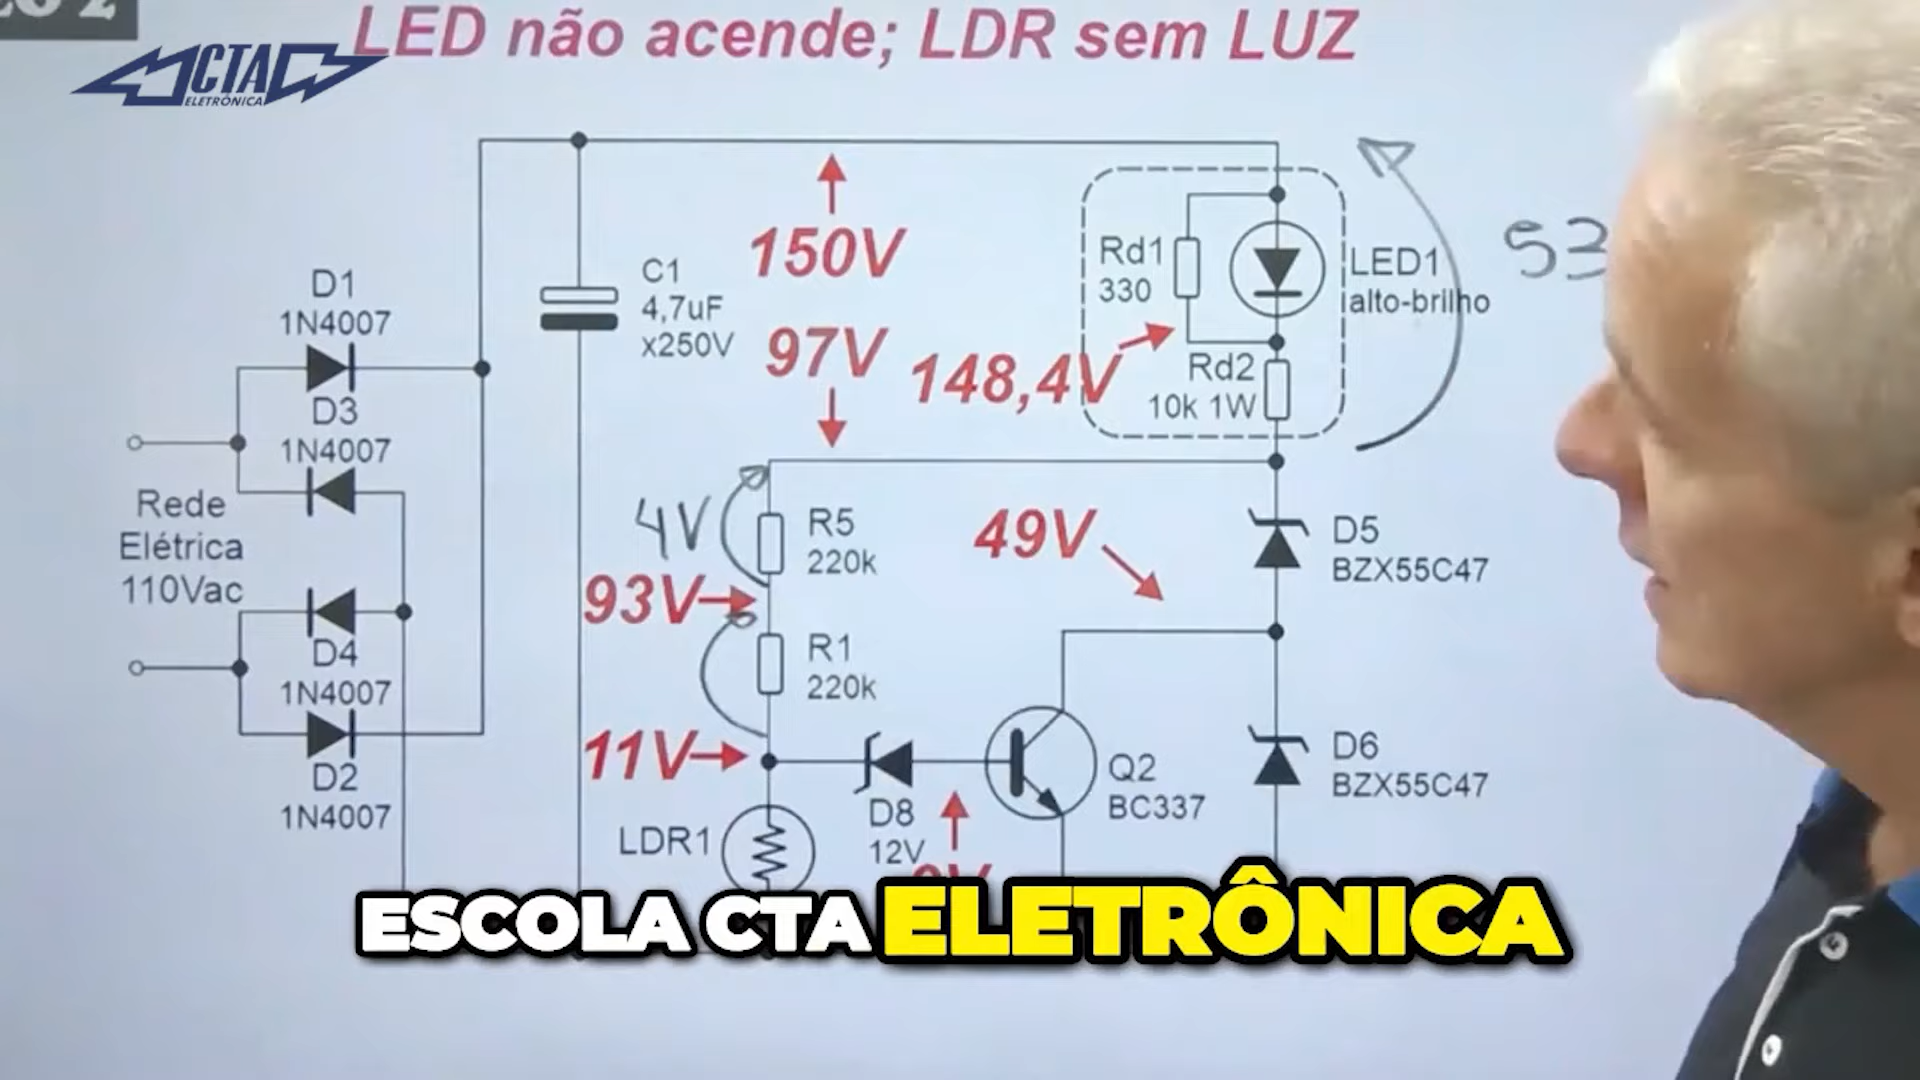 LED não acende; LDR sem LUZ
CTA
ELETRÔNICA
D1
1N4007
D3
1N4007
Rede
Elétrica
110Vac
D4
1N4007
D2
1N4007
C1
4,7uF
x250V
150V
97V
148,4V
Rd1
330
LED1
alto-brilho
Rd2
10k 1W
53
4V
R5
220k
93V
R1
220k
11V
49V
D5
BZX55C47
D6
BZX55C47
Q2
BC337
D8
12V
LDR1
ESCOLA CTA ELETRÔNICA